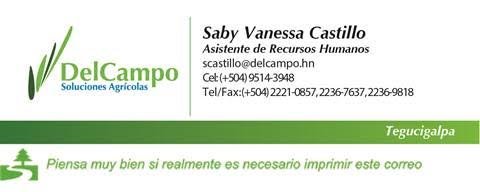 DelCampo
Soluciones Agrícolas
Saby Vanessa Castillo
Asistente de Recursos Humanos
scastillo@delcampo.hn
Cel: (+504) 9514-3948
Tel/Fax: (+504) 2221-0857, 2236-7637, 2236-9818
Tegucigalpa
Piensa muy bien si realmente es necesario imprimir este correo